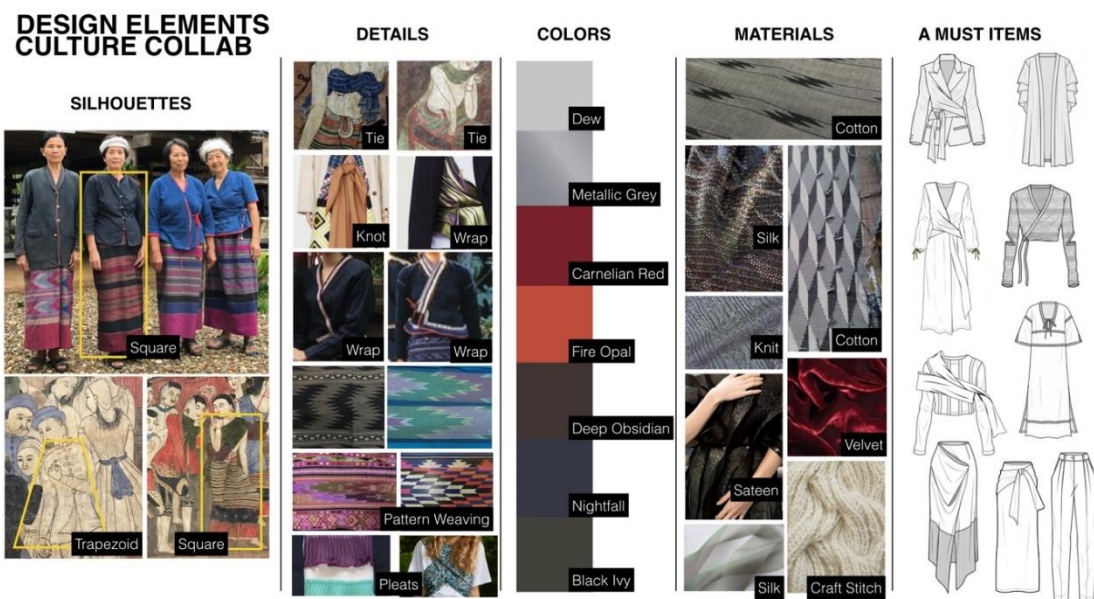 DESIGN ELEMENTS
CULTURE COLLAB
SILHOUETTES
Square
Trapezoid
Square
DETAILS
Tie
Tie
Knot
Wrap
Wrap
Wrap
Pattern Weaving
Pleats
COLORS
Dew
Metallic Grey
Carnelian Red
Fire Opal
Deep Obsidian
Nightfall
Black Ivy
MATERIALS
Cotton
Silk
Cotton
Knit
Velvet
Sateen
Silk
Craft Stitch
A MUST ITEMS